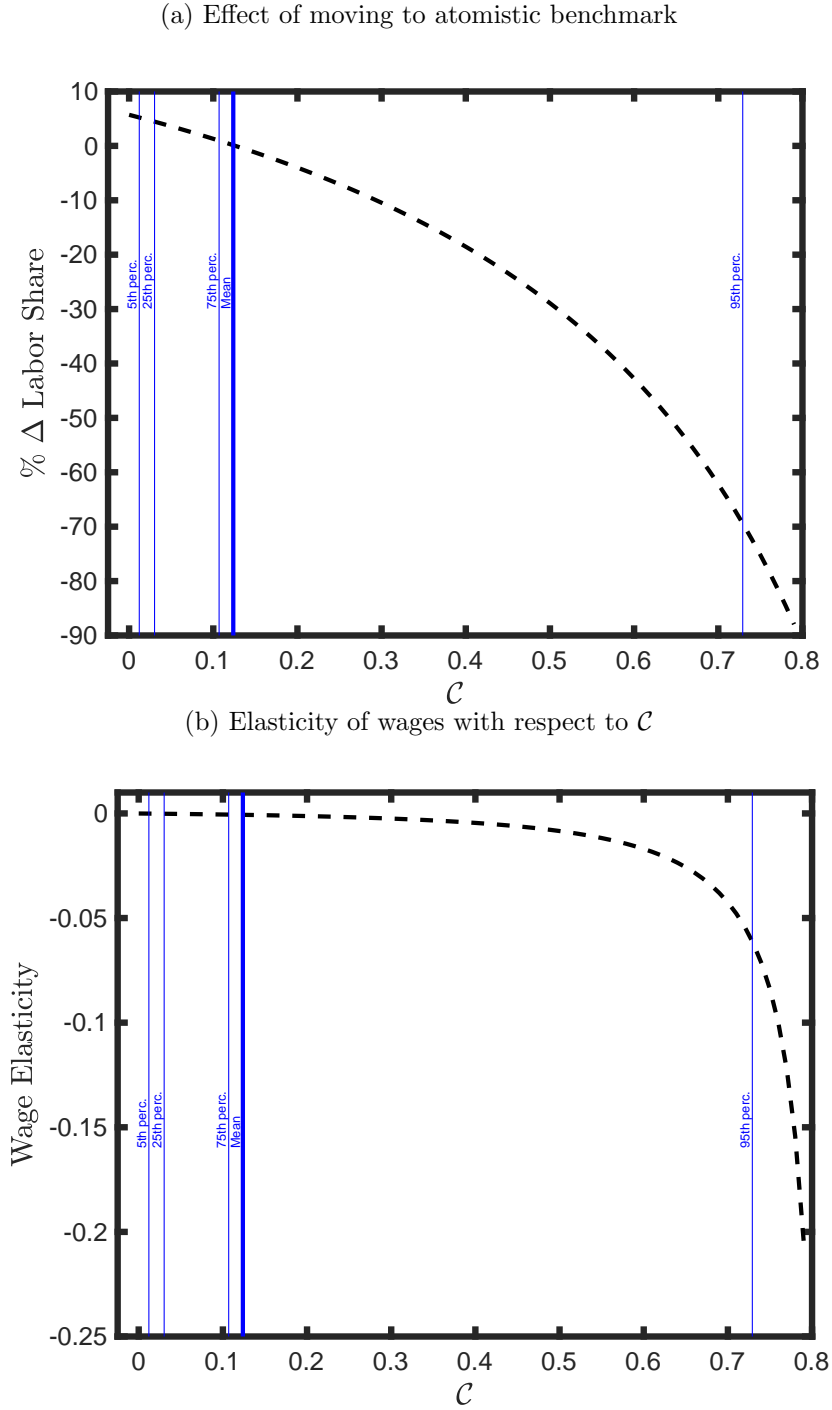 (a) Effect of moving to atomistic benchmark
10
0
-10
-20
-30
-40
-50
-60
-70
-80
-90
% Δ Labor Share
5th perc.
25th perc.
75th perc.
Mean
95th perc.
0 0.1 0.2 0.3 0.4 0.5 0.6 0.7 0.8
𝒞
(b) Elasticity of wages with respect to 𝒞
0
-0.05
-0.1
-0.15
-0.2
-0.25
Wage Elasticity
5th perc.
25th perc.
75th perc.
Mean
95th perc.
0 0.1 0.2 0.3 0.4 0.5 0.6 0.7 0.8
𝒞